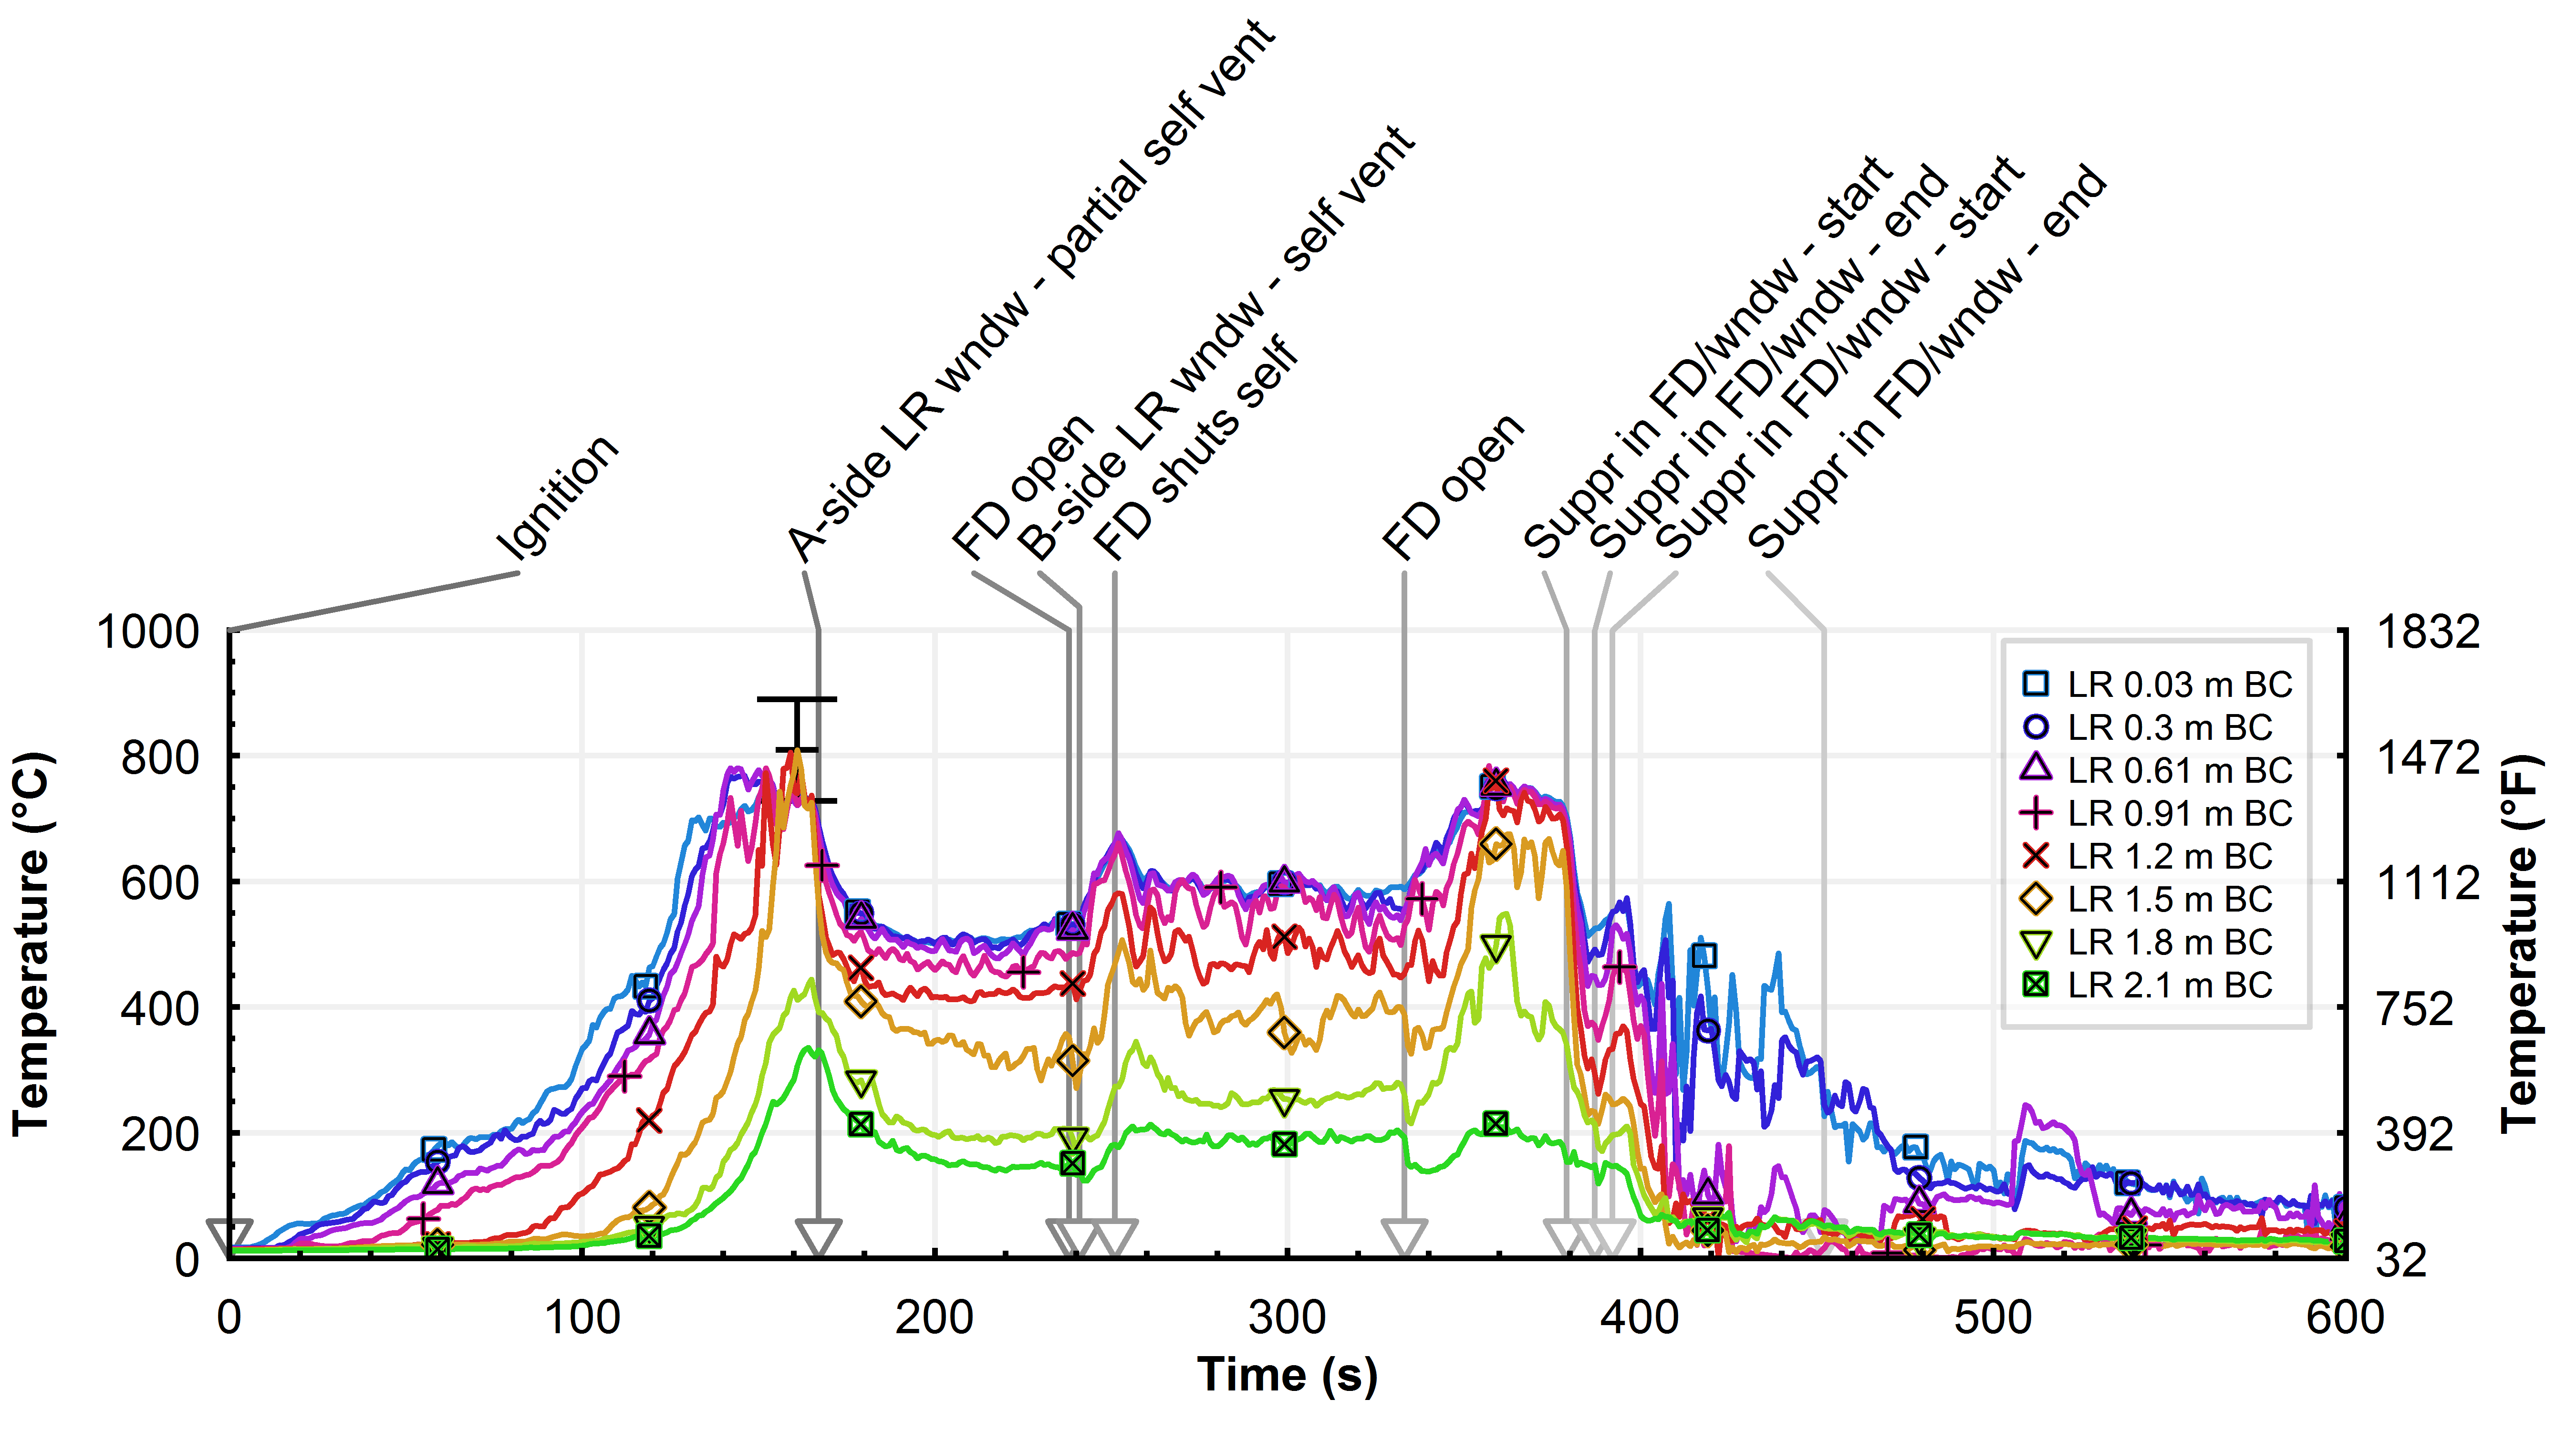 Ignition
A-side LR wndw - partial self vent
FD open
B-side LR wndw - self vent
FD shuts self
FD open
Suppr in FD/wndw - start
Suppr in FD/wndw - end
Suppr in FD/wndw - start
Suppr in FD/wndw - end
Temperature (°C)
1000
800
600
400
200
0
1832
1472
1112
752
392
32
Temperature (°F)
LR 0.03 m BC
LR 0.3 m BC
LR 0.61 m BC
LR 0.91 m BC
LR 1.2 m BC
LR 1.5 m BC
LR 1.8 m BC
LR 2.1 m BC
0 100 200 300 400 500 600
Time (s)